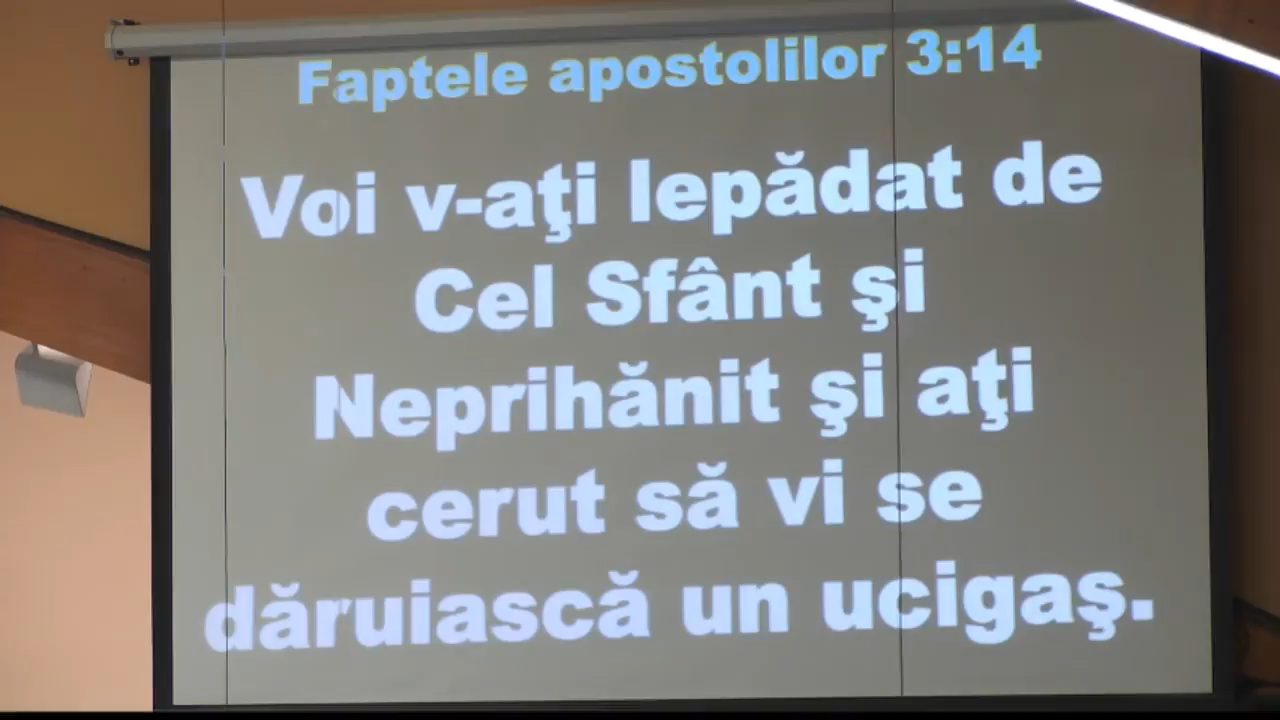 Faptele apostolilor 3:14
Voi v-aţi lepădat de
Cel Sfânt şi
Neprihănit şi aţi
cerut să vi se
dăruiască un ucigaş.